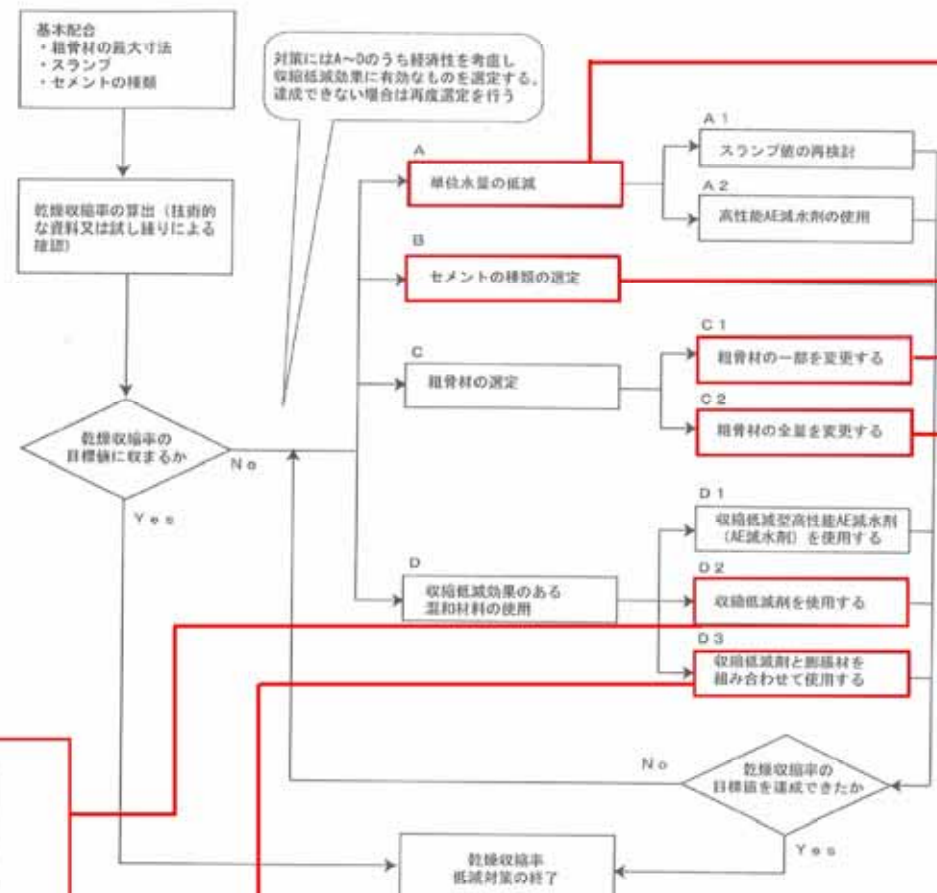 基本配合
・粗骨材の最大寸法
・スランプ
・セメントの種類
対策にはA～Dのうち経済性を考慮し
収縮低減効果に有効なものを選定する。
達成できない場合は再度選定を行う
乾燥収縮率の算出（技術的
な資料又は試し練りによる
確認）
乾燥収縮率の
目標値に収まるか
No
Yes
A
単位水量の低減
A1
スランプ値の再検討
A2
高性能AE減水剤の使用
B
セメントの種類の選定
C
粗骨材の選定
C1
粗骨材の一部を変更する
C2
粗骨材の全量を変更する
D
収縮低減効果のある
混和材料の使用
D1
収縮低減型高性能AE減水剤
（AE減水剤）を使用する
D2
収縮低減剤を使用する
D3
収縮低減剤と膨張材を
組み合わせて使用する
乾燥収縮率の
目標値を達成できたか
No
Yes
乾燥収縮率
低減対策の終了